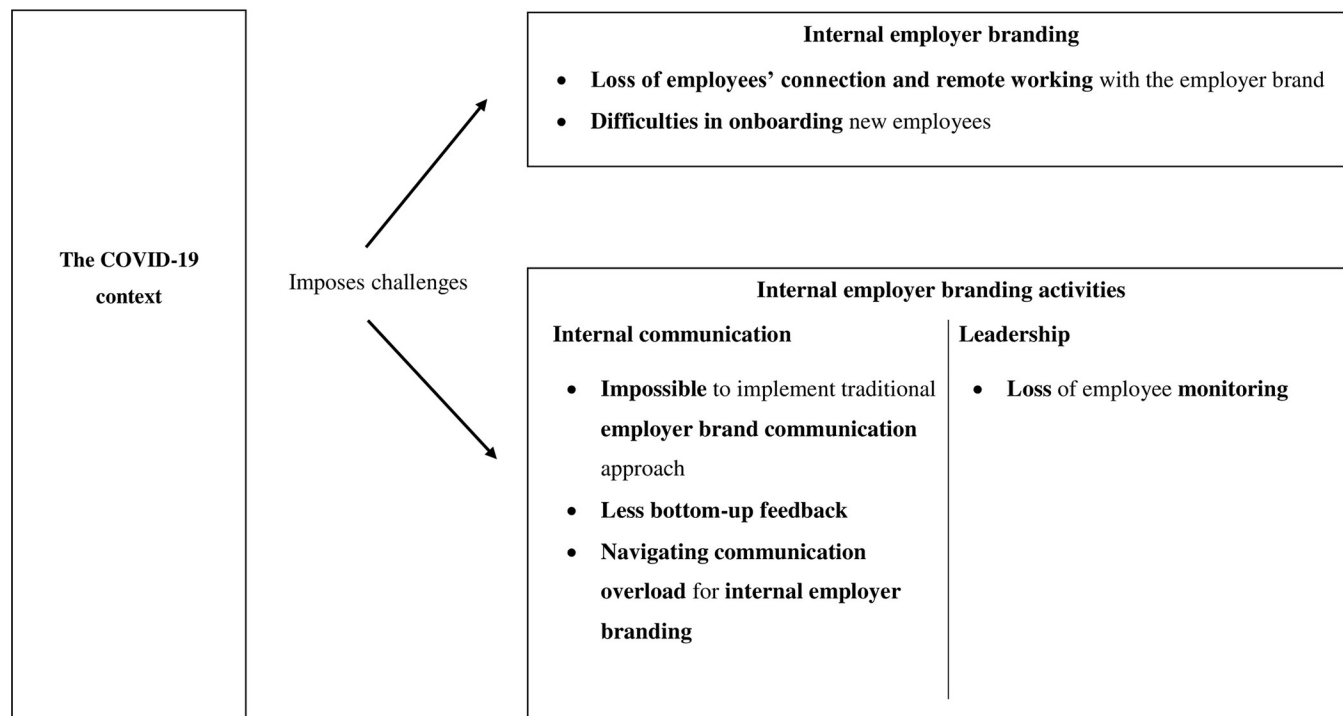 The COVID-19
context
Imposes challenges
Internal employer branding
• Loss of employees’ connection and remote working with the employer brand
• Difficulties in onboarding new employees
Internal employer branding activities
Internal communication
• Impossible to implement traditional
employer brand communication
approach
• Less bottom-up feedback
• Navigating communication
overload for internal employer
branding
Leadership
• Loss of employee monitoring